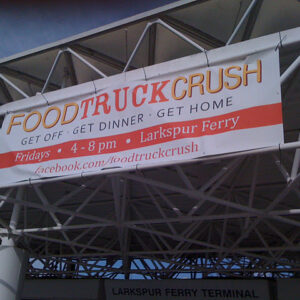 FOODTRUCKCRUSH
GET OFF · GET DINNER · GET HOME
Fridays • 4 - 8 pm • Larkspur Ferry
facebook.com/foodtruckcrush
LARKSPUR FERRY TERMINAL